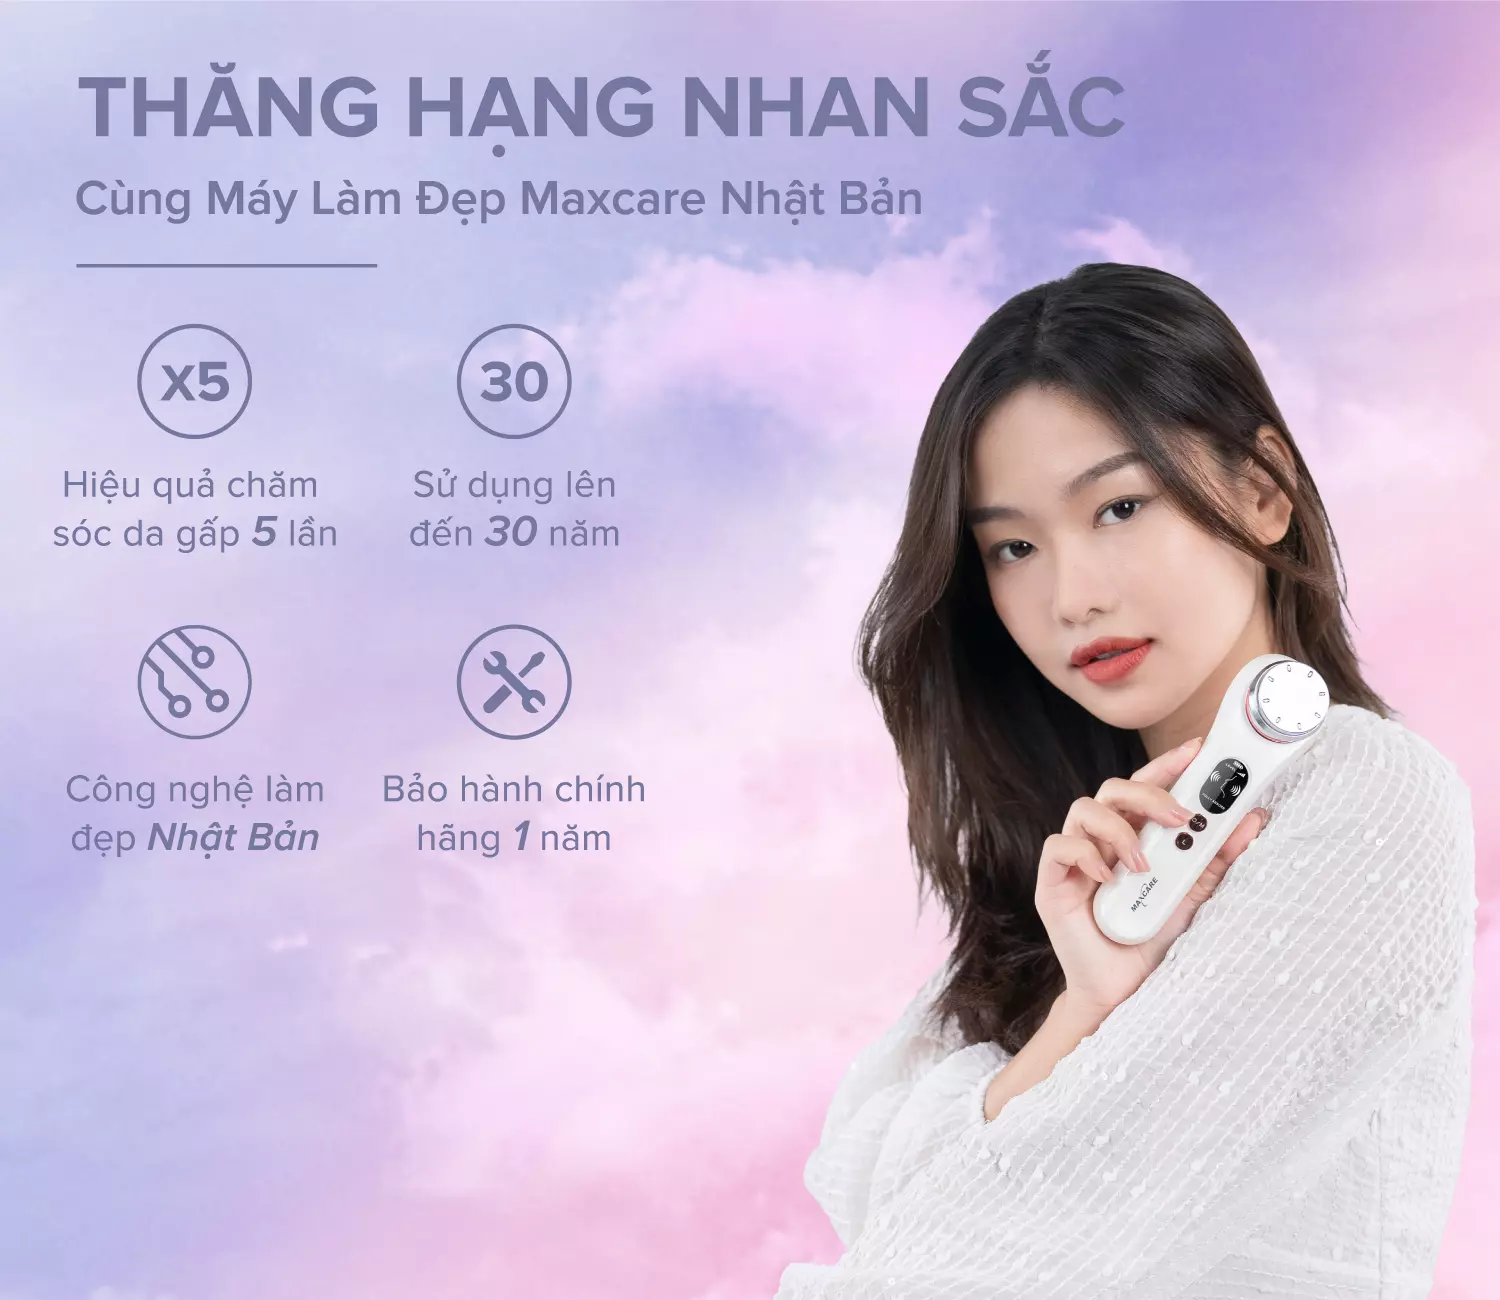 THĂNG HẠNG NHAN SẮC
Cùng Máy Làm Đẹp Maxcare Nhật Bản
X5
30
Hiệu quả chăm
sóc da gấp 5 lần
Sử dụng lên
đến 30 năm
Công nghệ làm
đẹp Nhật Bản
Bảo hành chính
hãng 1 năm
MAXCARE